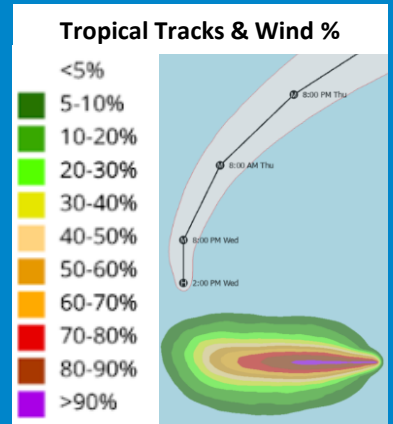 Tropical Tracks & Wind %
<5%
5-10%
10-20%
20-30%
30-40%
40-50%
50-60%
60-70%
70-80%
80-90%
>90%
M 8:00 PM Thu
M 8:00 AM Thu
M 8:00 PM Wed
H 2:00 PM Wed